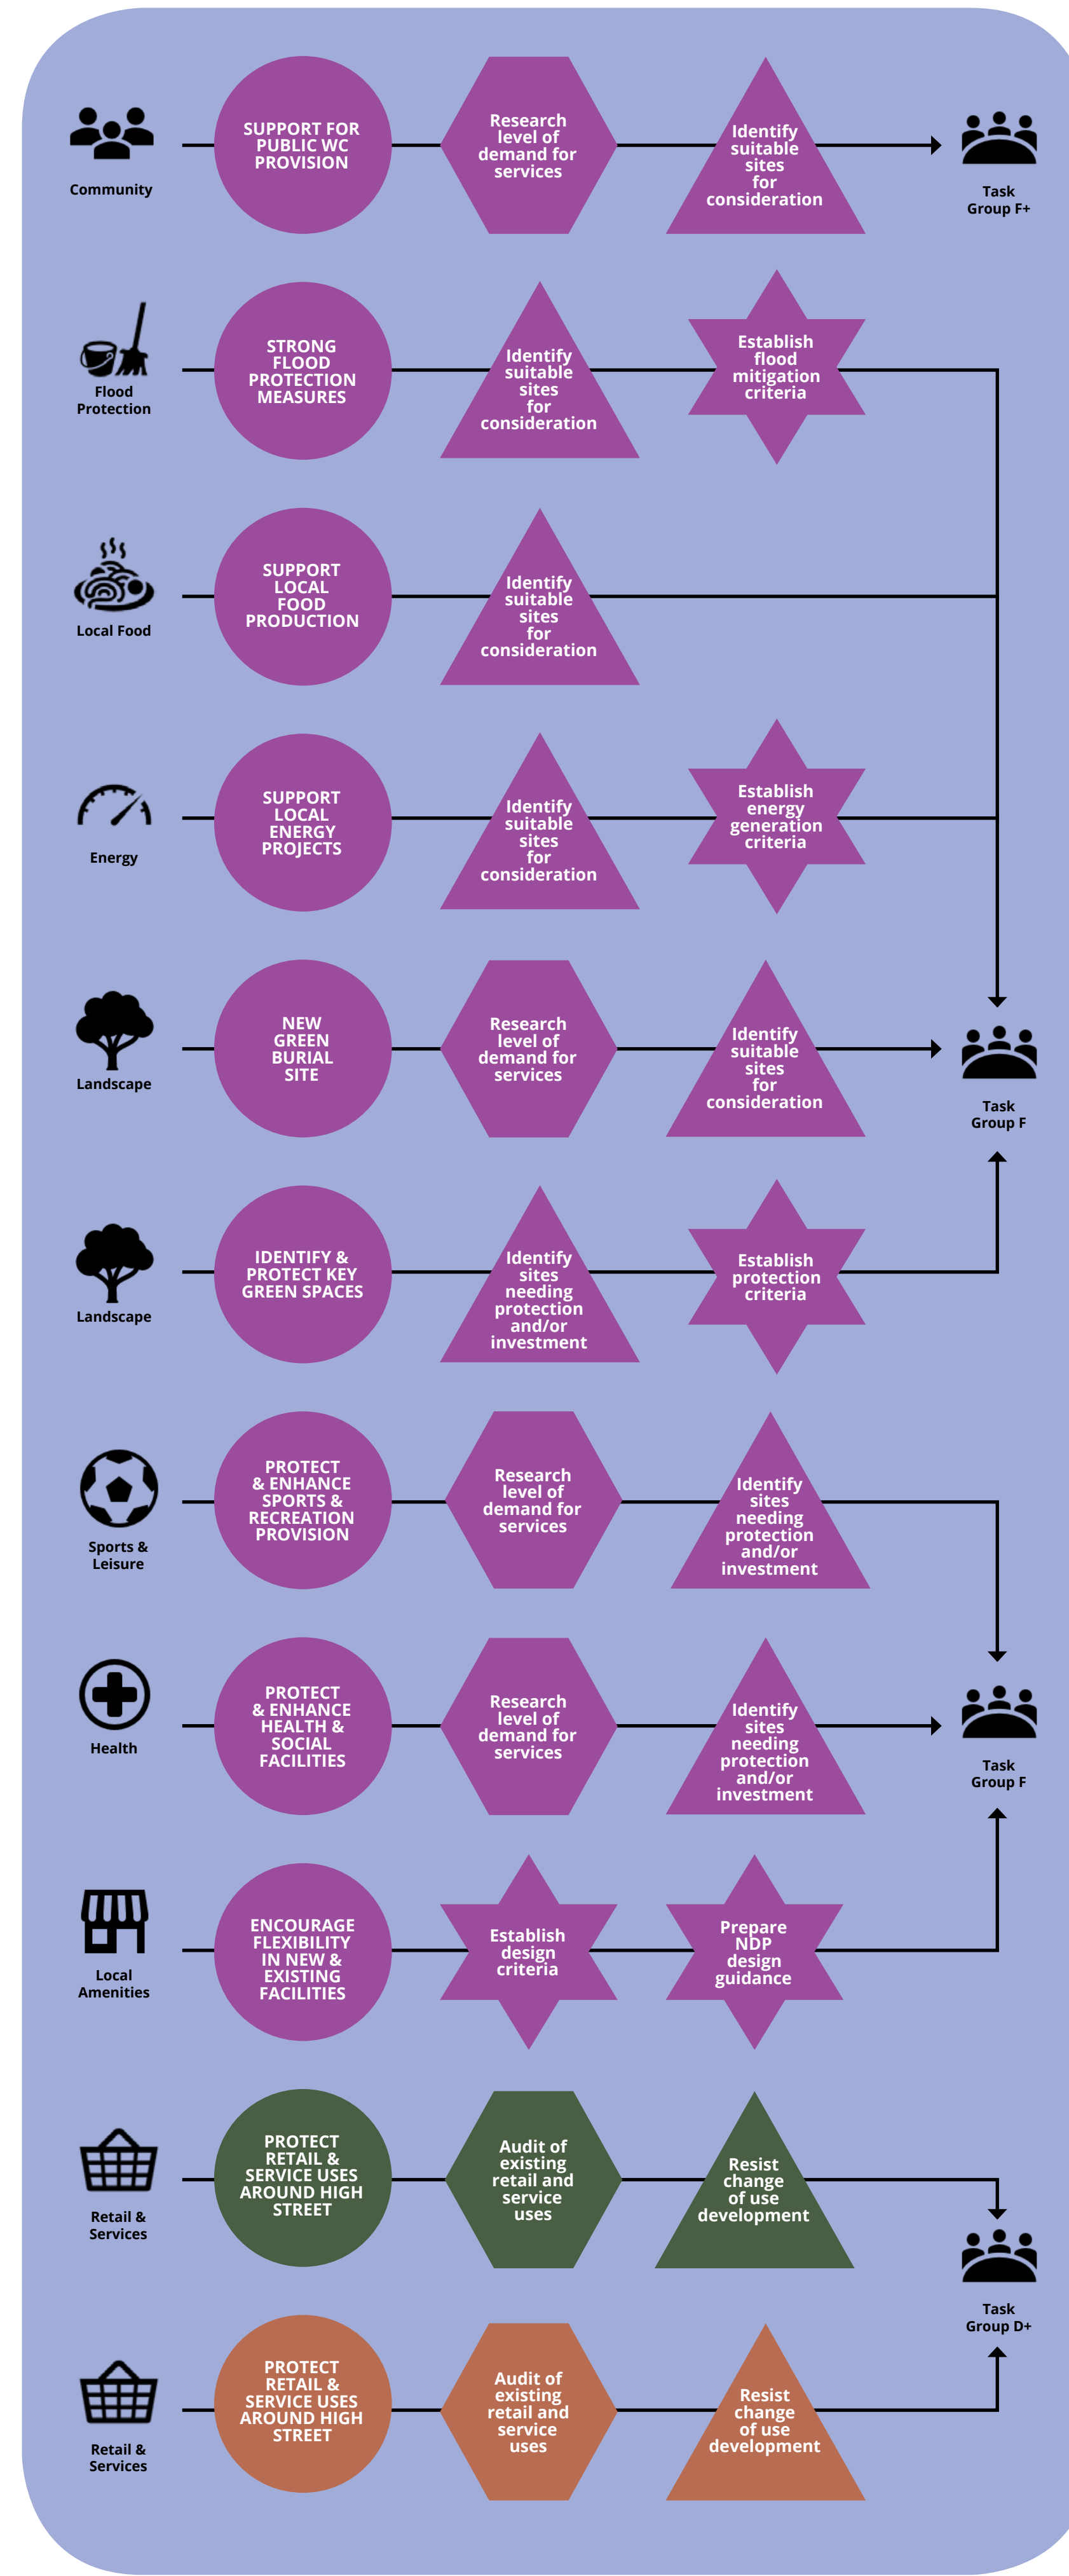 Community
SUPPORT FOR
PUBLIC WC
PROVISION
Research
level of
demand for
services
Identify
suitable
sites
for
consideration
Task
Group F+
Flood
Protection
STRONG
FLOOD
PROTECTION
MEASURES
Identify
suitable
sites
for
consideration
Establish
flood
mitigation
criteria
Local Food
SUPPORT
LOCAL
FOOD
PRODUCTION
Identify
suitable
sites
for
consideration
Energy
SUPPORT
LOCAL
ENERGY
PROJECTS
Identify
suitable
sites
for
consideration
Establish
energy
generation
criteria
Landscape
NEW
GREEN
BURIAL
SITE
Research
level of
demand for
services
Identify
suitable
sites
for
consideration
Task
Group F
Landscape
IDENTIFY &
PROTECT KEY
GREEN SPACES
Identify
sites
needing
protection
and/or
investment
Establish
protection
criteria
Sports &
Leisure
PROTECT
& ENHANCE
SPORTS &
RECREATION
PROVISION
Research
level of
demand for
services
Identify
sites
needing
protection
and/or
investment
Health
PROTECT
& ENHANCE
HEALTH &
SOCIAL
FACILITIES
Research
level of
demand for
services
Identify
sites
needing
protection
and/or
investment
Task
Group F
Local
Amenities
ENCOURAGE
FLEXIBILITY
IN NEW &
EXISTING
FACILITIES
Establish
design
criteria
Prepare
NDP
design
guidance
Retail &
Services
PROTECT
RETAIL &
SERVICE USES
AROUND HIGH
STREET
Audit of
existing
retail and
service
uses
Resist
change
of use
development
Task
Group D+
Retail &
Services
PROTECT
RETAIL &
SERVICE USES
AROUND HIGH
STREET
Audit of
existing
retail and
service
uses
Resist
change
of use
development